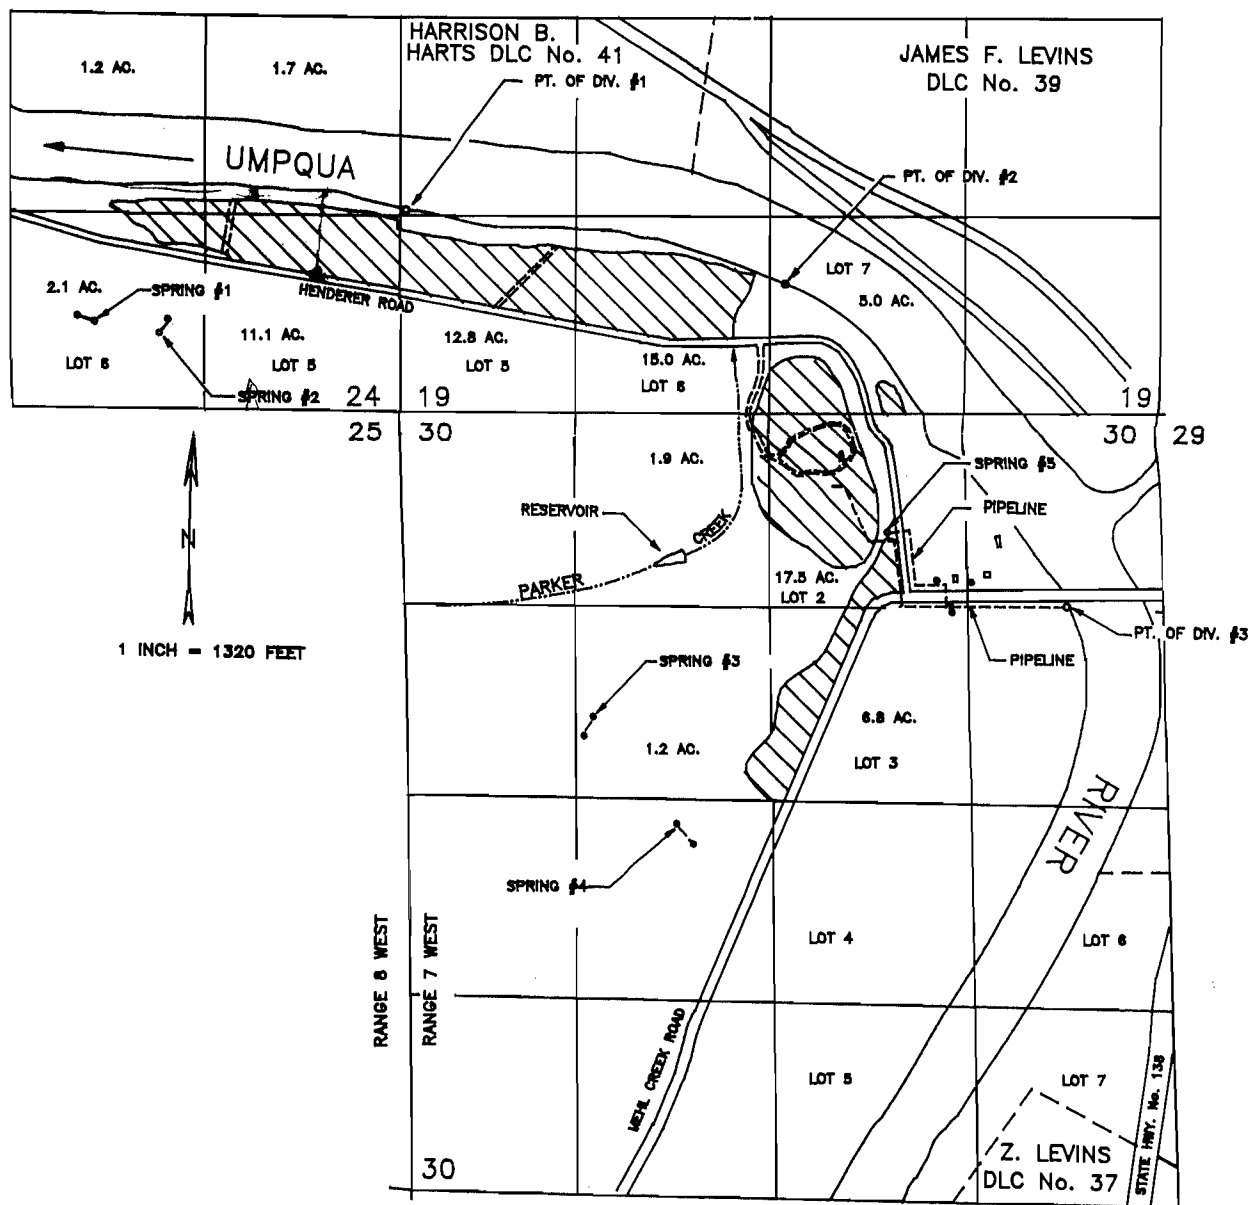 HARRISON B.
HARTS DLC No. 41
JAMES F. LEVINS
DLC No. 39
1.2 AC.
1.7 AC.
PT. OF DIV. #1
UMPQUA
PT. OF DIV. #2
LOT 7
5.0 AC.
2.1 AC.
SPRING #1
HENDERER ROAD
11.1 AC.
12.8 AC.
15.0 AC.
LOT 6
LOT 5
LOT 5
LOT 6
SPRING #2
24
19
19
25
30
30
29
1.9 AC.
SPRING #5
RESERVOIR
CREEK
PIPELINE
N
PARKER
17.5 AC.
LOT 2
1 INCH = 1320 FEET
PT. OF DIV. #3
SPRING #3
PIPELINE
6.8 AC.
1.2 AC.
LOT 3
RIVER
SPRING #4
RANGE 8 WEST
RANGE 7 WEST
LOT 4
LOT 6
MEHL CREEK ROAD
LOT 5
LOT 7
STATE HWY. No. 138
30
Z. LEVINS
DLC No. 37